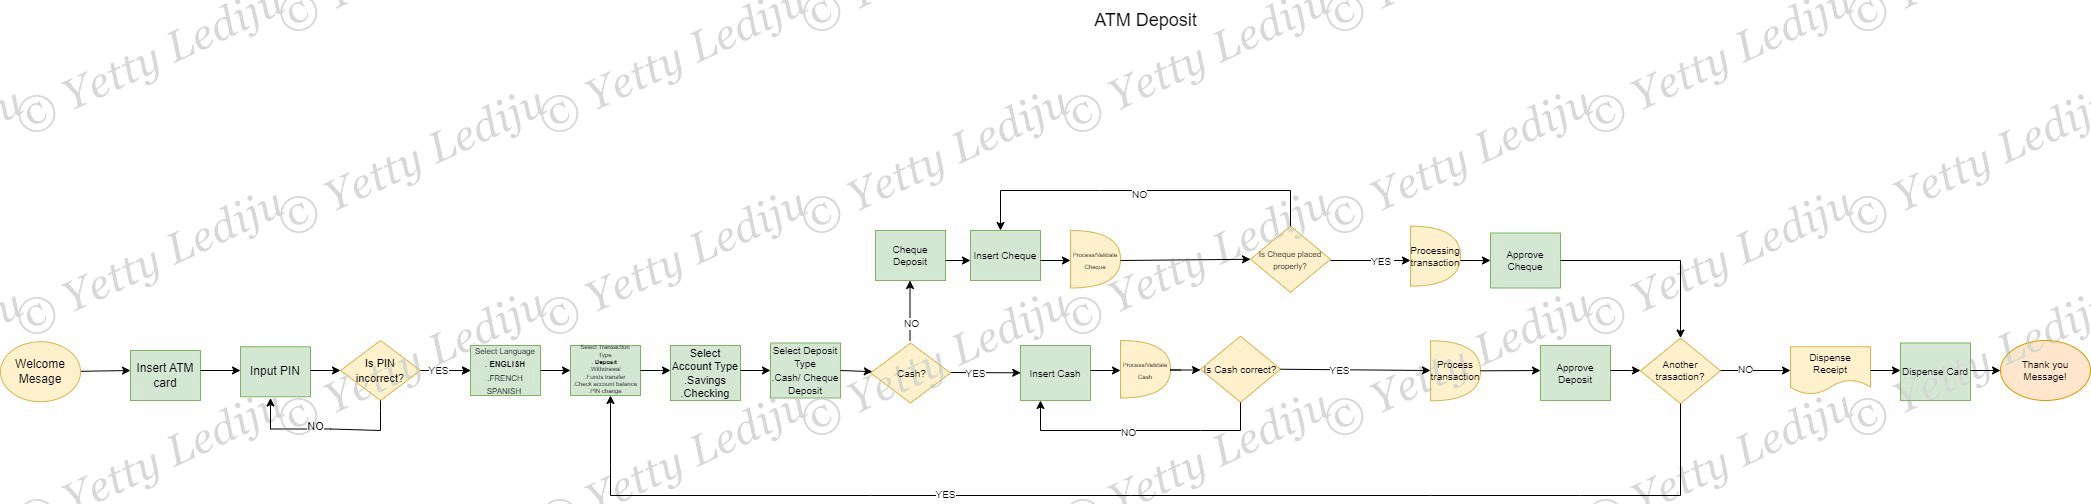 ATM Deposit
© Yetty Lediju
NO
Cheque
Deposit
Insert Cheque
Process/Validate
Cheque
Is Cheque placed
properly?
YES
Processing
transaction
Approve
Cheque
NO
Welcome
Mesage
Insert ATM
card
Input PIN
Is PIN
incorrect?
YES
NO
Select Language
. ENGLISH
.FRENCH
SPANISH
Select Transaction
Type
. Deposit
.Withdrawal
.Funds transfer
.Check account balance
.PIN change
Select
Account Type
.Savings
.Checking
Select Deposit
Type
.Cash/ Cheque
Deposit
Cash?
YES
Insert Cash
Process/Validate
Cash
Is Cash correct?
YES
NO
Process
transaction
Approve
Deposit
Another
trasaction?
NO
Dispense
Receipt
Dispense Card
Thank you
Message!
YES